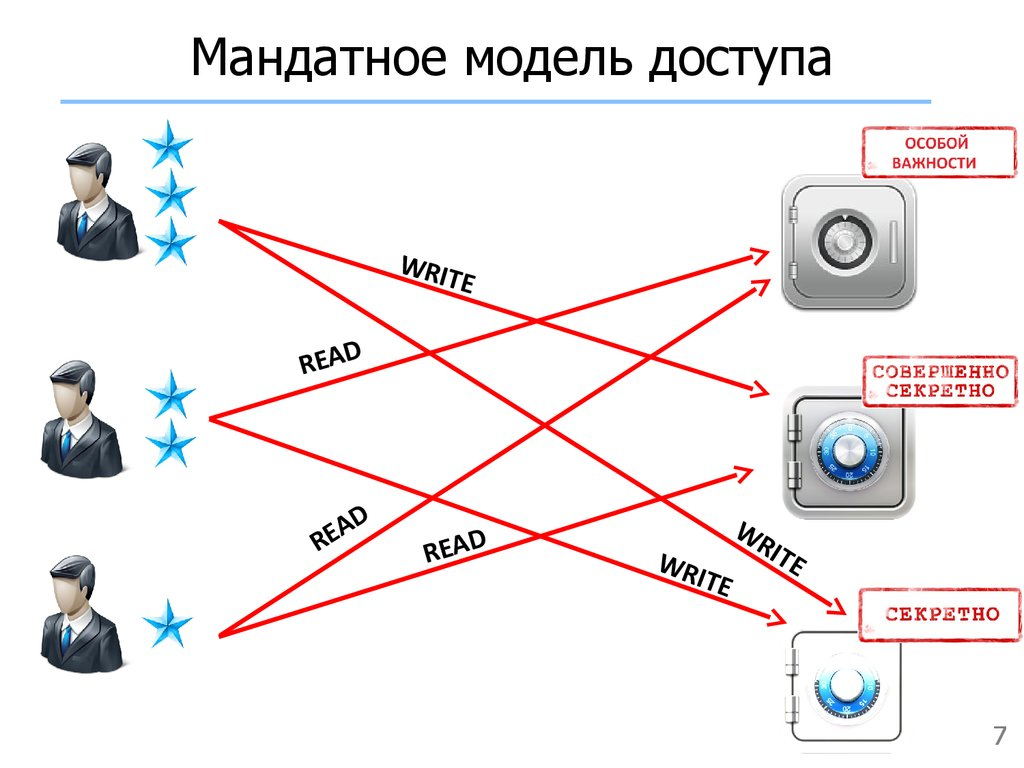 Мандатное модель доступа
ОСОБОЙ
ВАЖНОСТИ
WRITE
READ
СОВЕРШЕННО
СЕКРЕТНО
READ
READ
WRITE
WRITE
СЕКРЕТНО
7